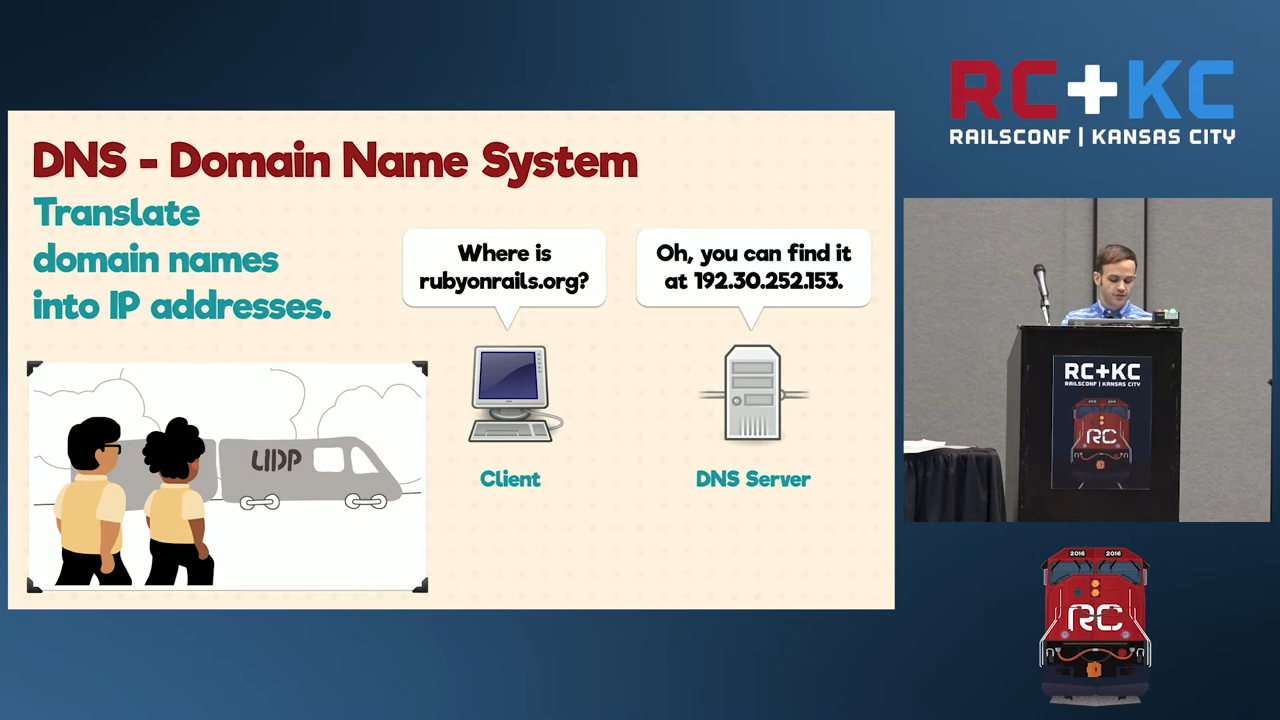 DNS - Domain Name System
Translate
domain names
into IP addresses.
Where is
rubyonrails.org?
Oh, you can find it
at 192.30.252.153.
UDP
Client
DNS Server
RC+KC
RAILSCONF | KANSAS CITY
RC+KC
RAILSCONF | KANSAS CITY
RC
2016 2016
RC